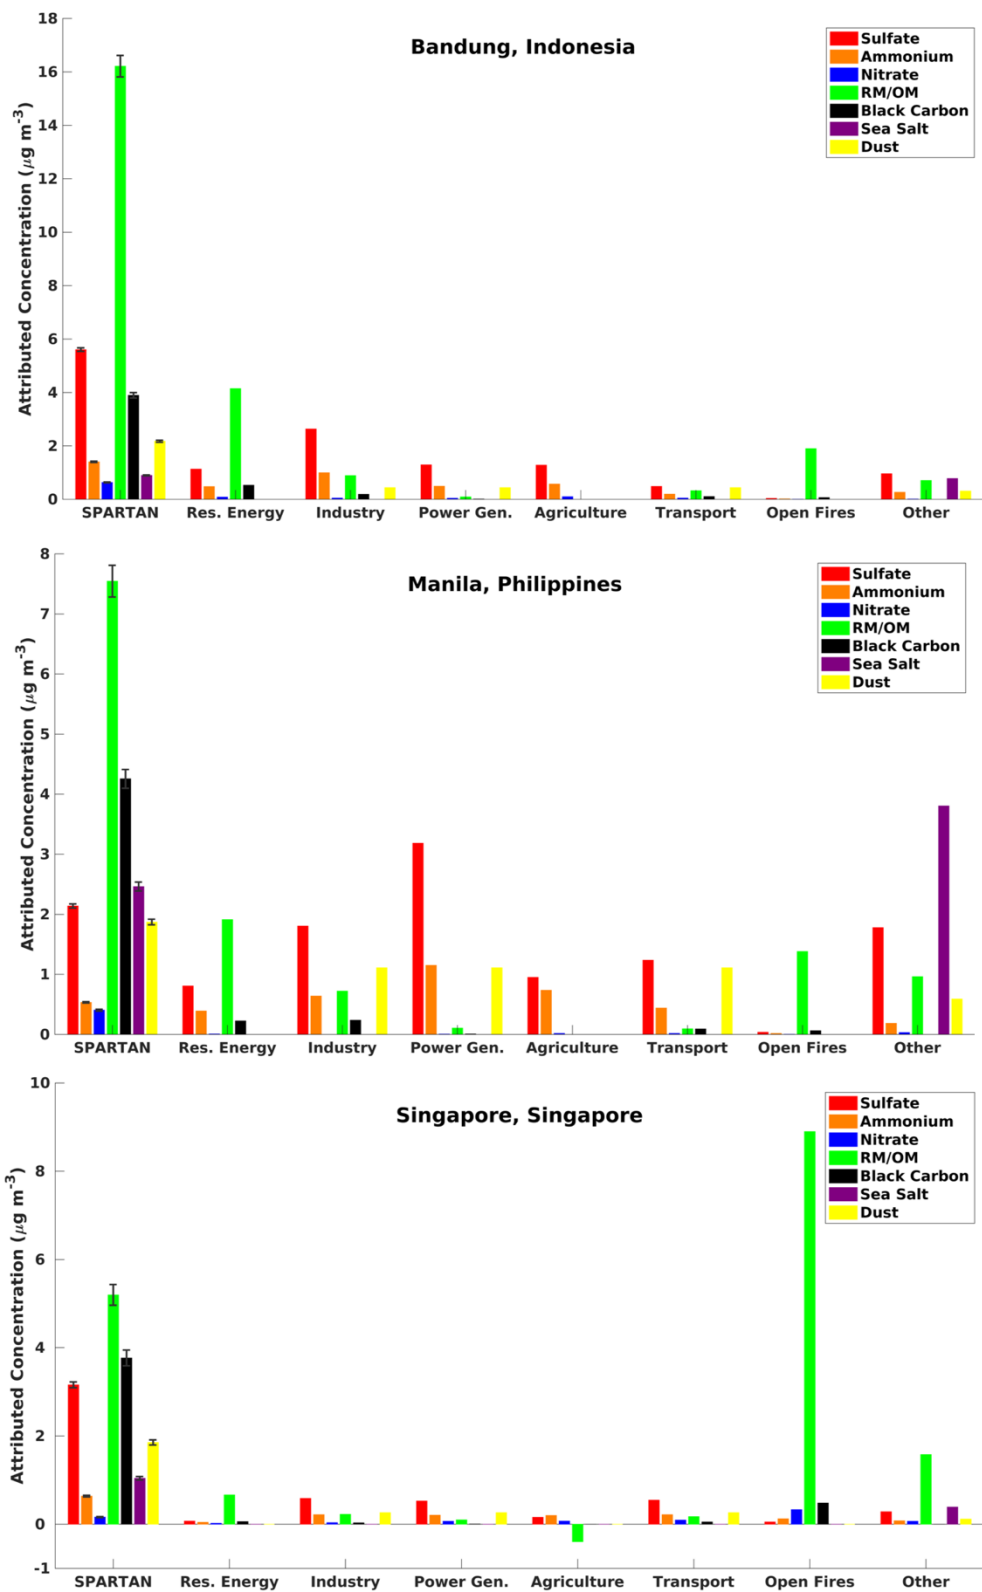 Bandung, Indonesia
Attributed Concentration (μg m⁻³)
18
16
14
12
10
8
6
4
2
0
Sulfate
Ammonium
Nitrate
RM/OM
Black Carbon
Sea Salt
Dust
SPARTAN Res. Energy Industry Power Gen. Agriculture Transport Open Fires Other
Manila, Philippines
Attributed Concentration (μg m⁻³)
8
7
6
5
4
3
2
1
0
Sulfate
Ammonium
Nitrate
RM/OM
Black Carbon
Sea Salt
Dust
SPARTAN Res. Energy Industry Power Gen. Agriculture Transport Open Fires Other
Singapore, Singapore
Attributed Concentration (μg m⁻³)
10
8
6
4
2
0
-1
Sulfate
Ammonium
Nitrate
RM/OM
Black Carbon
Sea Salt
Dust
SPARTAN Res. Energy Industry Power Gen. Agriculture Transport Open Fires Other